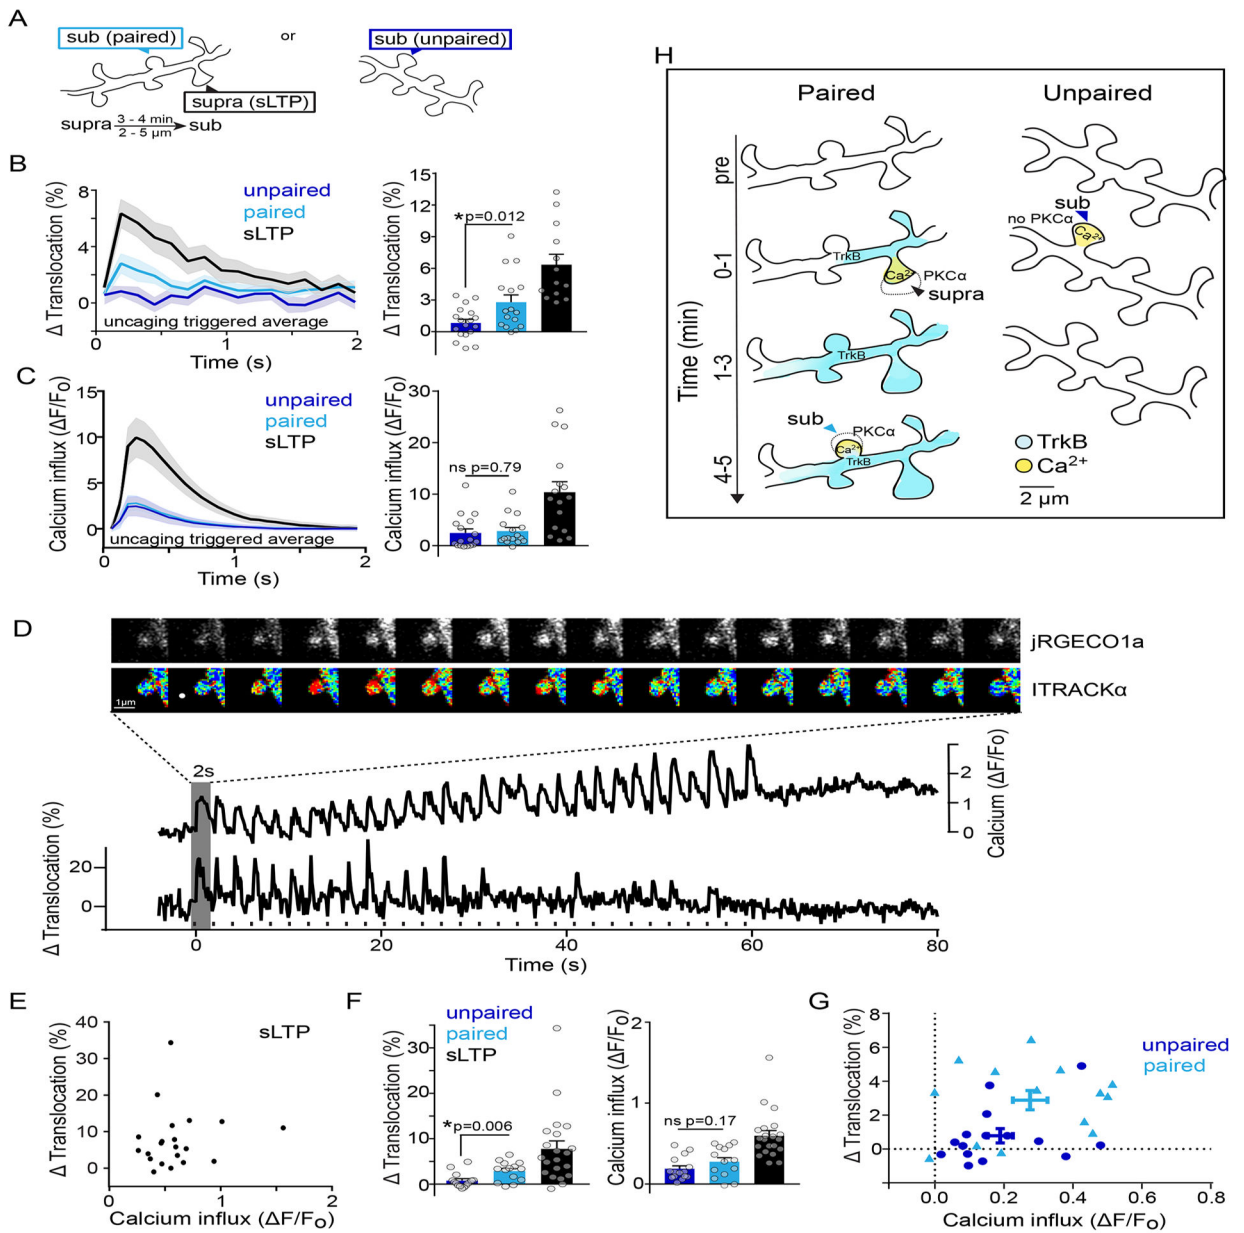 A
sub (paired)
or
sub (unpaired)
supra (sLTP)
supra 3 - 4 min sub
2 - 5 µm
B
Δ Translocation (%)
8
4
0
unpaired
paired
sLTP
uncaging triggered average
0
1
2
Time (s)
Δ Translocation (%)
15
12
9
6
3
0
*p=0.012
C
Calcium influx (ΔF/Fo)
15
10
5
0
unpaired
paired
sLTP
uncaging triggered average
0
1
2
Time (s)
Calcium influx (ΔF/Fo)
30
20
10
0
ns p=0.79
H
Paired
Unpaired
Time (min)
pre
0-1
1-3
4-5
TrkB
Ca2+
PKCα
supra
TrkB
sub
PKCα
Ca2+
TrkB
sub
no PKCα
Ca2+
TrkB
Ca2+
2 µm
D
jRGECO1a
ITRACKα
1µm
2s
Calcium (ΔF/Fo)
2
1
0
Δ Translocation (%)
20
0
0
20
40
60
80
Time (s)
E
Δ Translocation (%)
40
30
20
10
0
sLTP
0
1
2
Calcium influx (ΔF/Fo)
F
Δ Translocation (%)
30
20
10
0
unpaired
paired
sLTP
*p=0.006
Calcium influx (ΔF/Fo)
2
1
0
ns p=0.17
G
Δ Translocation (%)
8
6
4
2
0
unpaired
paired
0.0
0.2
0.4
0.6
0.8
Calcium influx (ΔF/Fo)